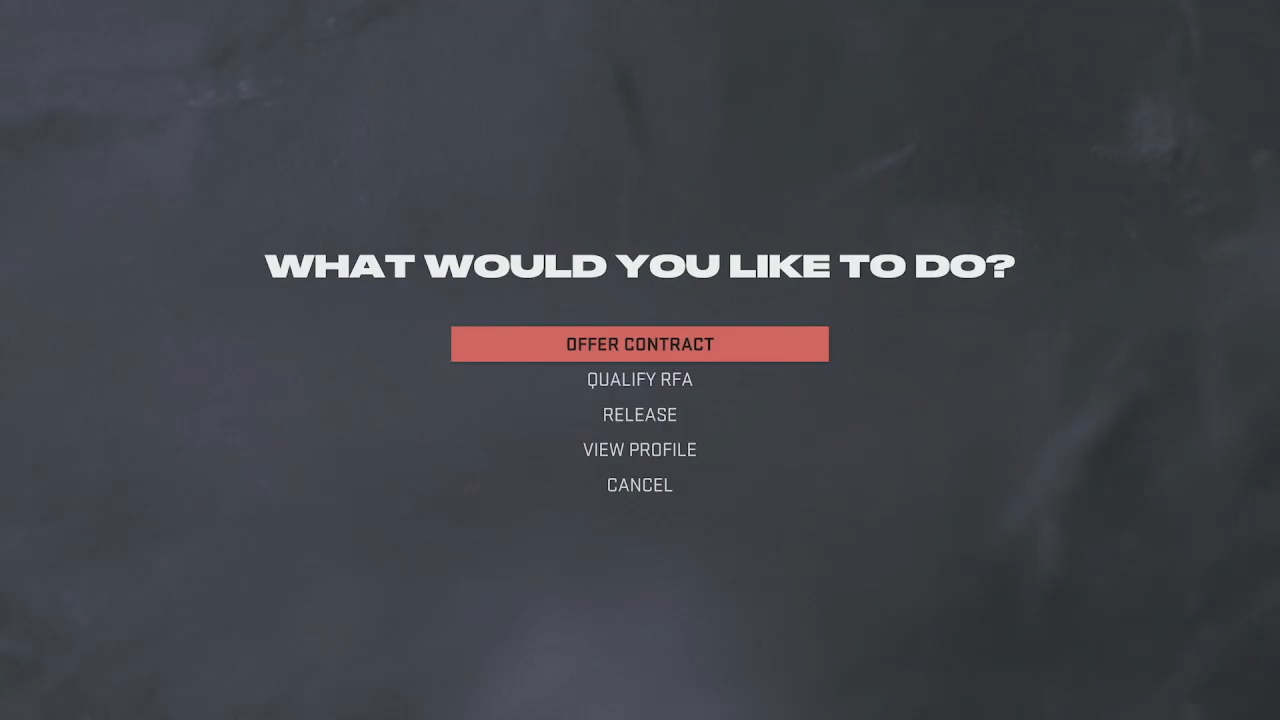 WHAT WOULD YOU LIKE TO DO?
OFFER CONTRACT
QUALIFY RFA
RELEASE
VIEW PROFILE
CANCEL